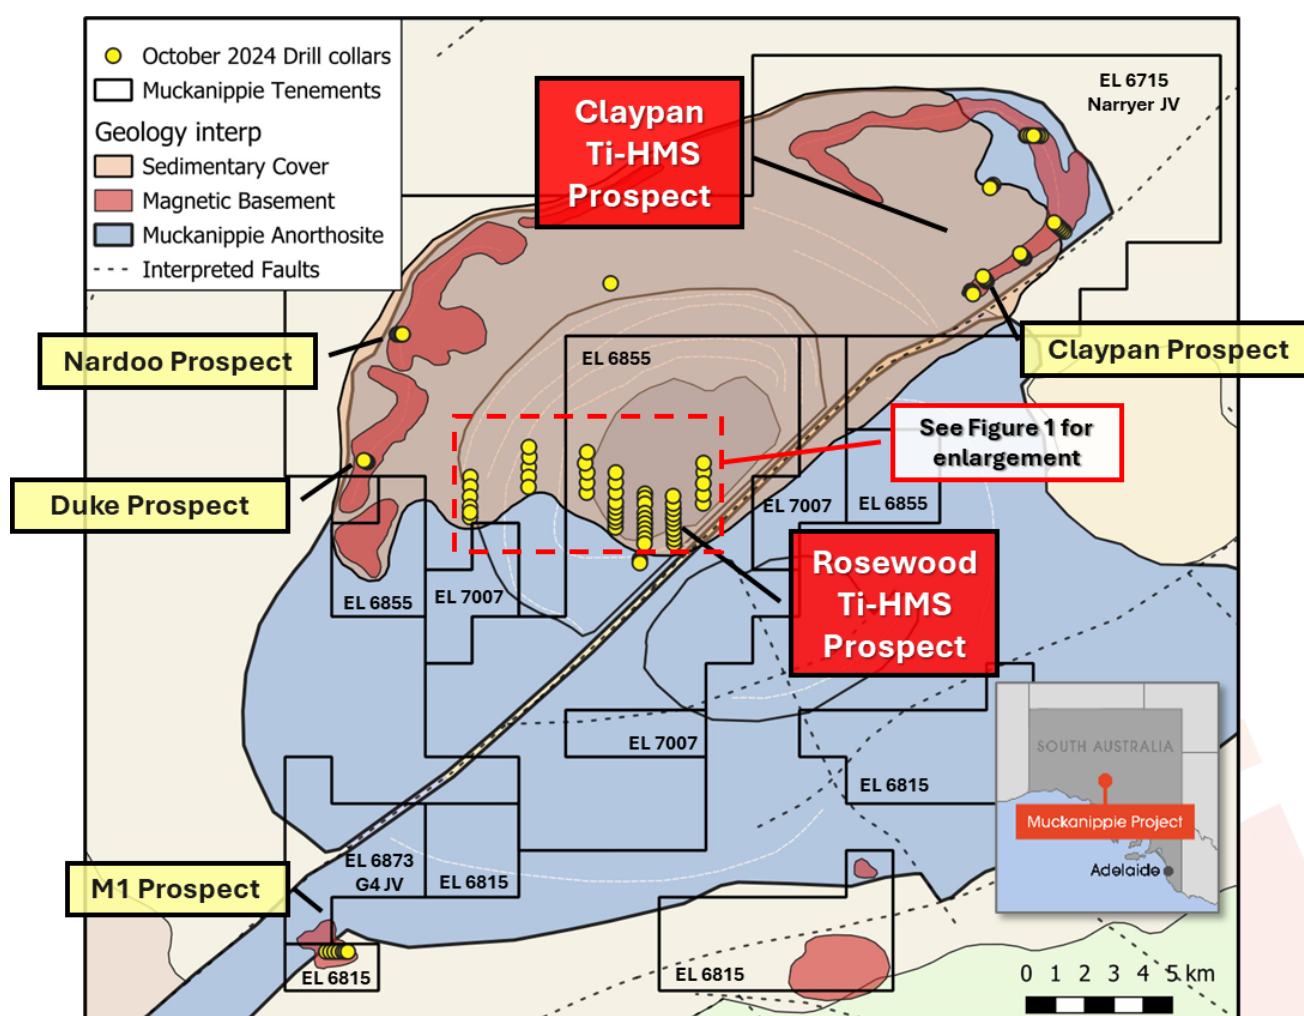 October 2024 Drill collars
Muckanippie Tenements
Geology interp
Sedimentary Cover
Magnetic Basement
Muckanippie Anorthosite
Interpreted Faults
Claypan
Ti-HMS
Prospect
EL 6715
Narryer JV
Nardoo Prospect
EL 6855
Claypan Prospect
See Figure 1 for
enlargement
Duke Prospect
EL 7007
EL 6855
EL 6855
EL 7007
Rosewood
Ti-HMS
Prospect
EL 7007
EL 6815
SOUTH AUSTRALIA
Muckanippie Project
Adelaide
EL 6873
G4 JV
EL 6815
M1 Prospect
EL 6815
EL 6815
0 1 2 3 4 5 km